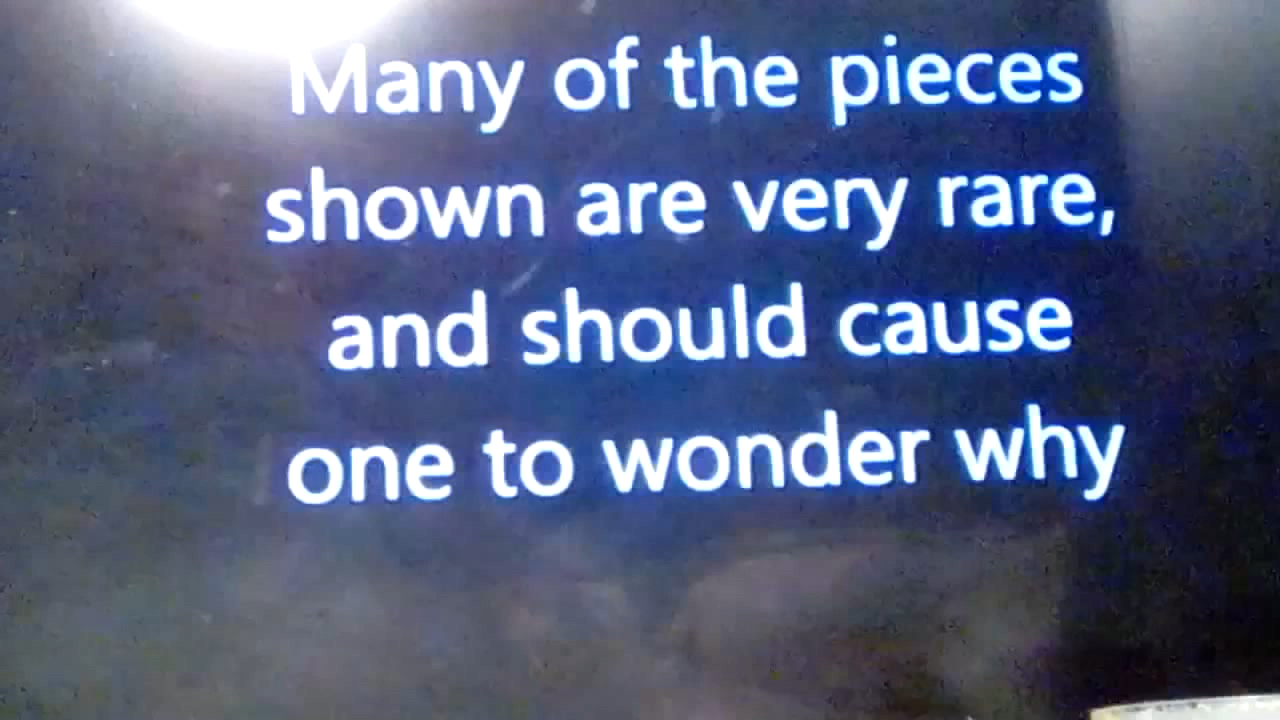 Many of the pieces
shown are very rare,
and should cause
one to wonder why